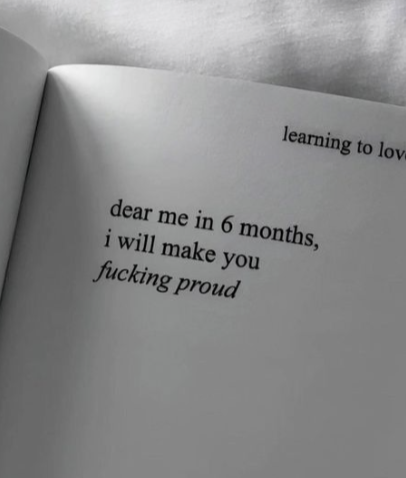 learning to
dear me in 6 months,
i will make you
fucking proud